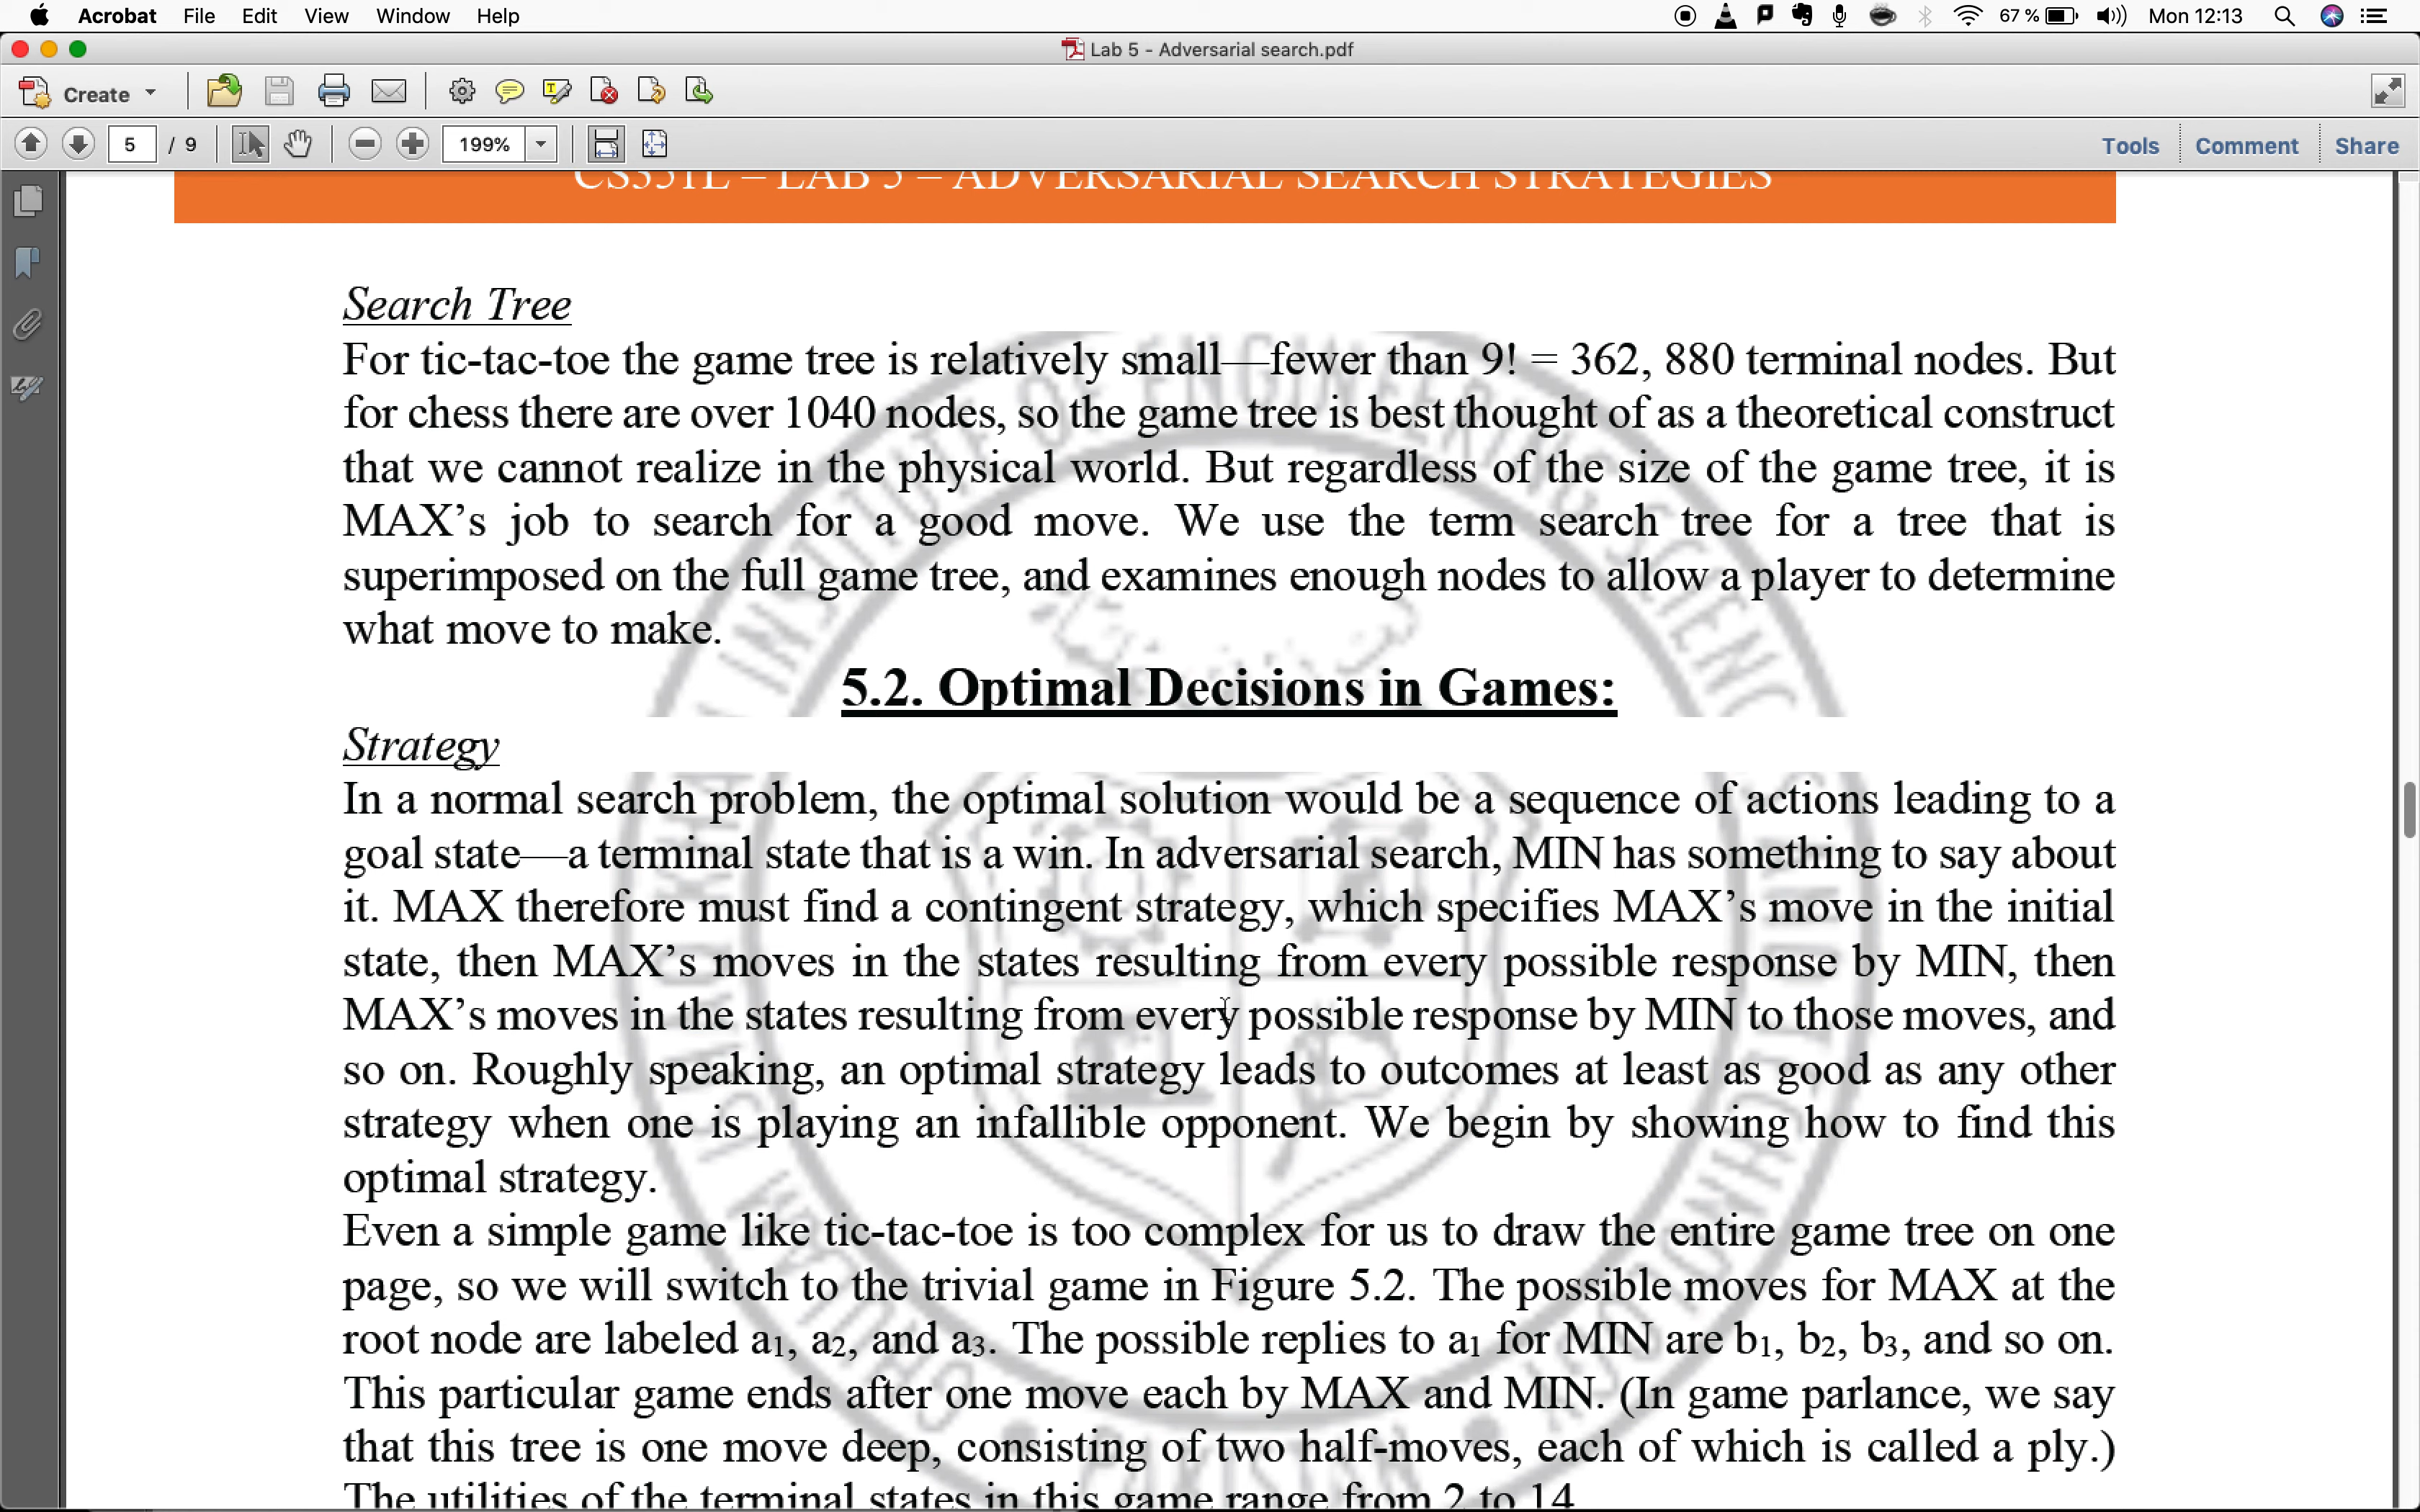 Acrobat File Edit View Window Help 67 % Mon 12:13
Lab 5 - Adversarial search.pdf
Create
5 / 9 199% Tools Comment Share
CS351L – LAB 5 – ADVERSARIAL SEARCH STRATEGIES
Search Tree
For tic-tac-toe the game tree is relatively small—fewer than 9! = 362, 880 terminal nodes. But
for chess there are over 1040 nodes, so the game tree is best thought of as a theoretical construct
that we cannot realize in the physical world. But regardless of the size of the game tree, it is
MAX’s job to search for a good move. We use the term search tree for a tree that is
superimposed on the full game tree, and examines enough nodes to allow a player to determine
what move to make.
5.2. Optimal Decisions in Games:
Strategy
In a normal search problem, the optimal solution would be a sequence of actions leading to a
goal state—a terminal state that is a win. In adversarial search, MIN has something to say about
it. MAX therefore must find a contingent strategy, which specifies MAX’s move in the initial
state, then MAX’s moves in the states resulting from every possible response by MIN, then
MAX’s moves in the states resulting from every possible response by MIN to those moves, and
so on. Roughly speaking, an optimal strategy leads to outcomes at least as good as any other
strategy when one is playing an infallible opponent. We begin by showing how to find this
optimal strategy.
Even a simple game like tic-tac-toe is too complex for us to draw the entire game tree on one
page, so we will switch to the trivial game in Figure 5.2. The possible moves for MAX at the
root node are labeled a1, a2, and a3. The possible replies to a1 for MIN are b1, b2, b3, and so on.
This particular game ends after one move each by MAX and MIN. (In game parlance, we say
that this tree is one move deep, consisting of two half-moves, each of which is called a ply.)
The utilities of the terminal states in this game range from 2 to 14